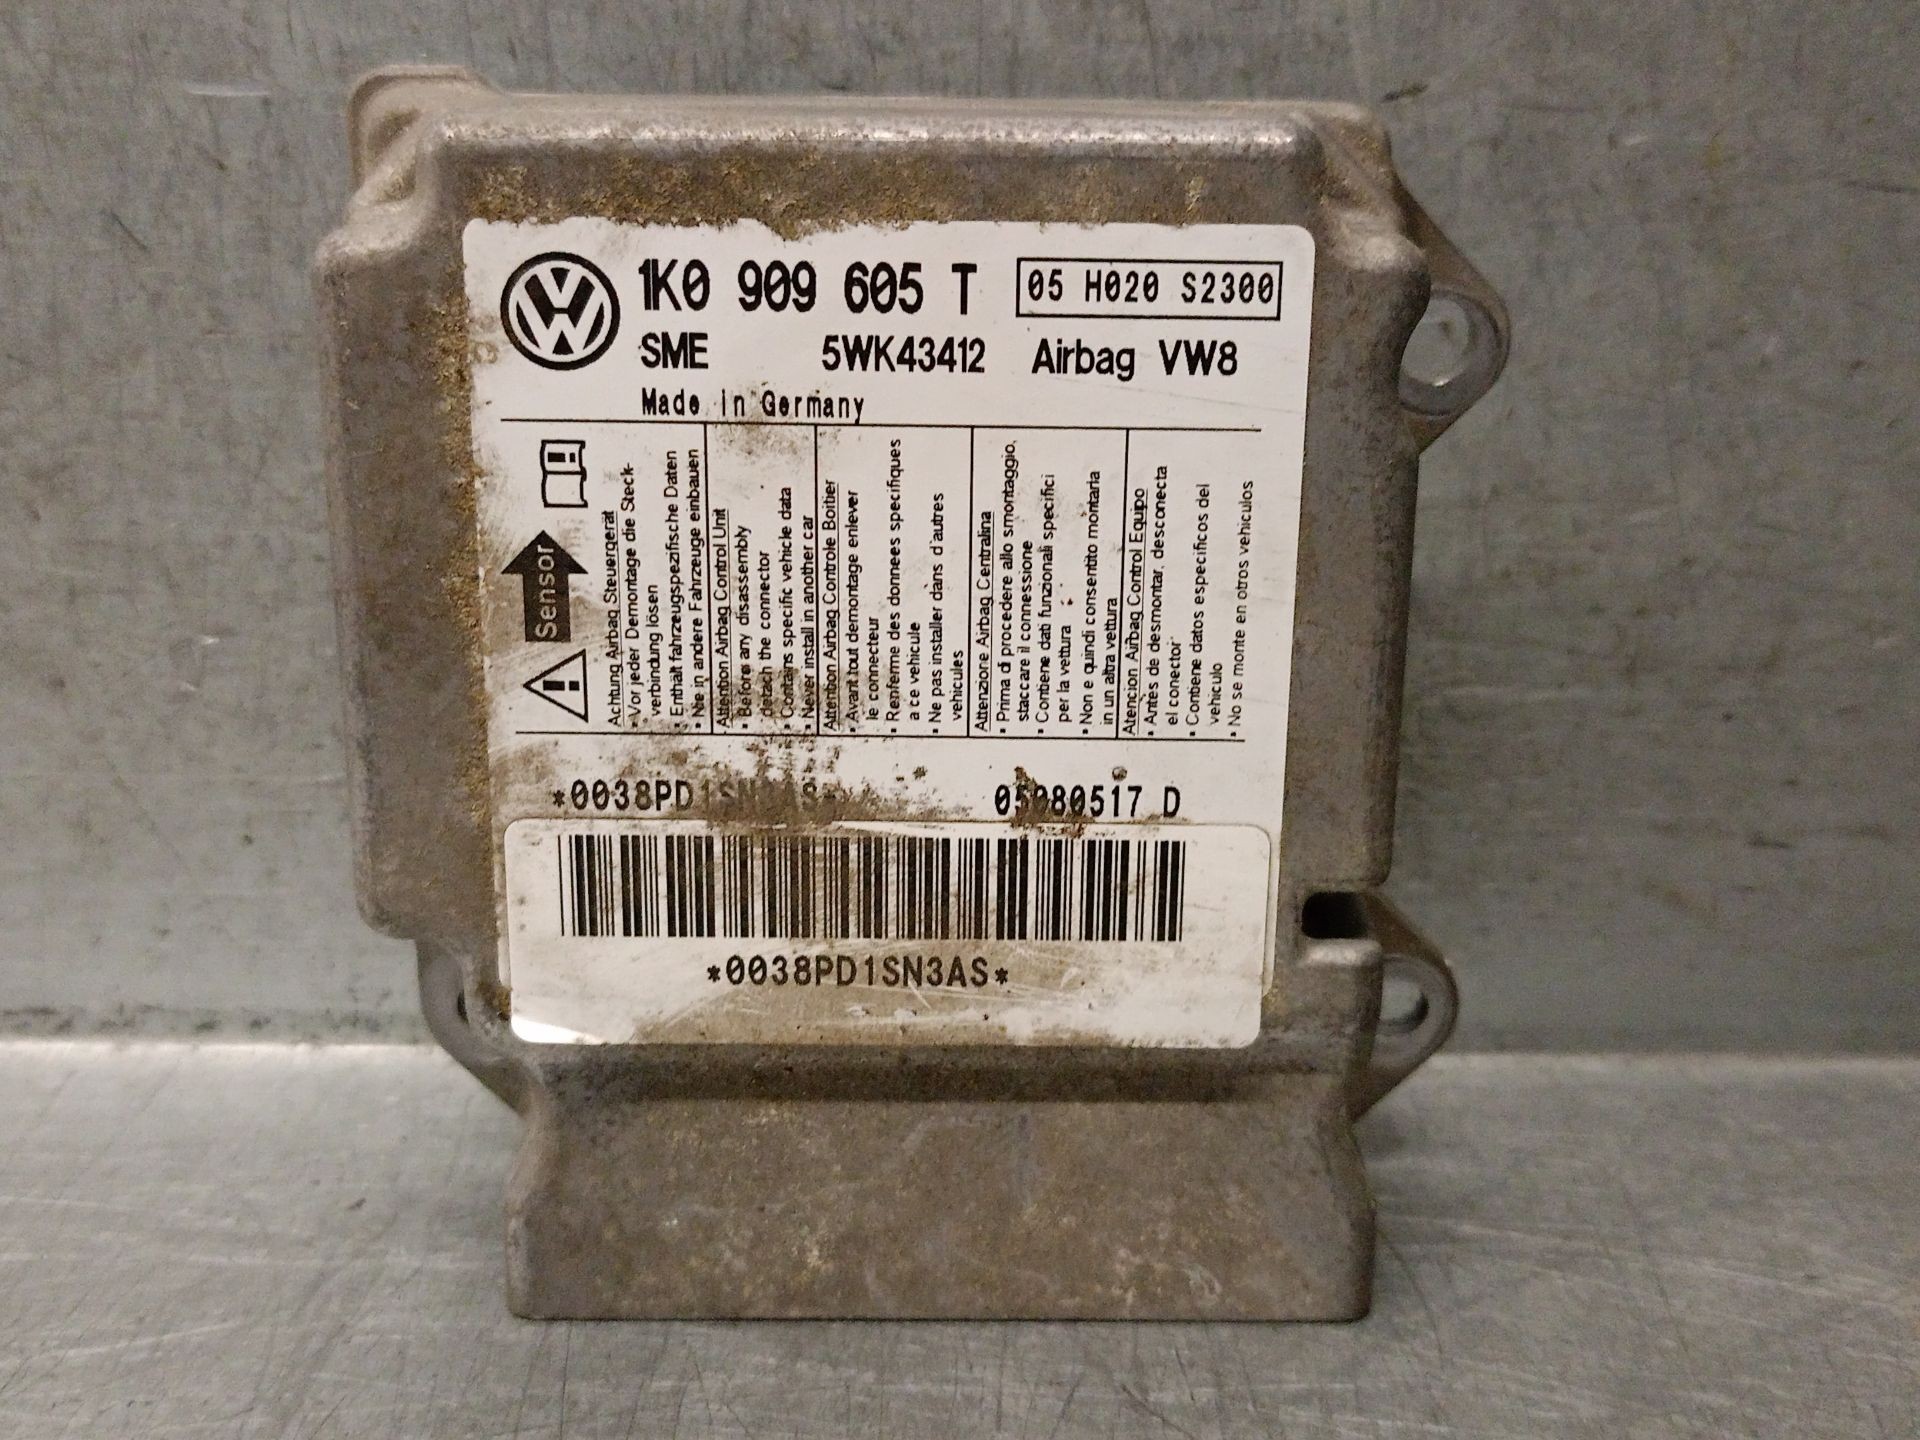 1K0 909 605 T 05 H020 S2300
SME 5WK43412 Airbag VW8
Made in Germany
Sensor
Achtung Airbag Steuergerät
• Vor jeder Demontage die Steck-
verbindung lösen
• Enthält fahrzeugspezifische Daten
• Nie in andere Fahrzeuge einbauen
Attention Airbag Control Unit
• Before any disassembly
detach the connector
• Contains specific vehicle data
• Never install in another car
Attention Airbag Controle Boitier
• Avant tout demontage enlever
le connecteur
• Renferme des donnees specifiques
a ce vehicule
• Ne pas installer dans d'autres
vehicules
Attenzione Airbag Centralina
• Prima di procedere allo smontaggio,
staccare il connessione
• Contiene dati funzionali specifici
per la vettura
• Non e quindi consentito montaria
in un altra vettura
Atencion Airbag Control Equipo
• Antes de desmontar, desconecta
el conector
• Contiene datos especificos del
vehiculo
• No se monte en otros vehiculos
*0038PD1SN3AS* 05080517 D
*0038PD1SN3AS*